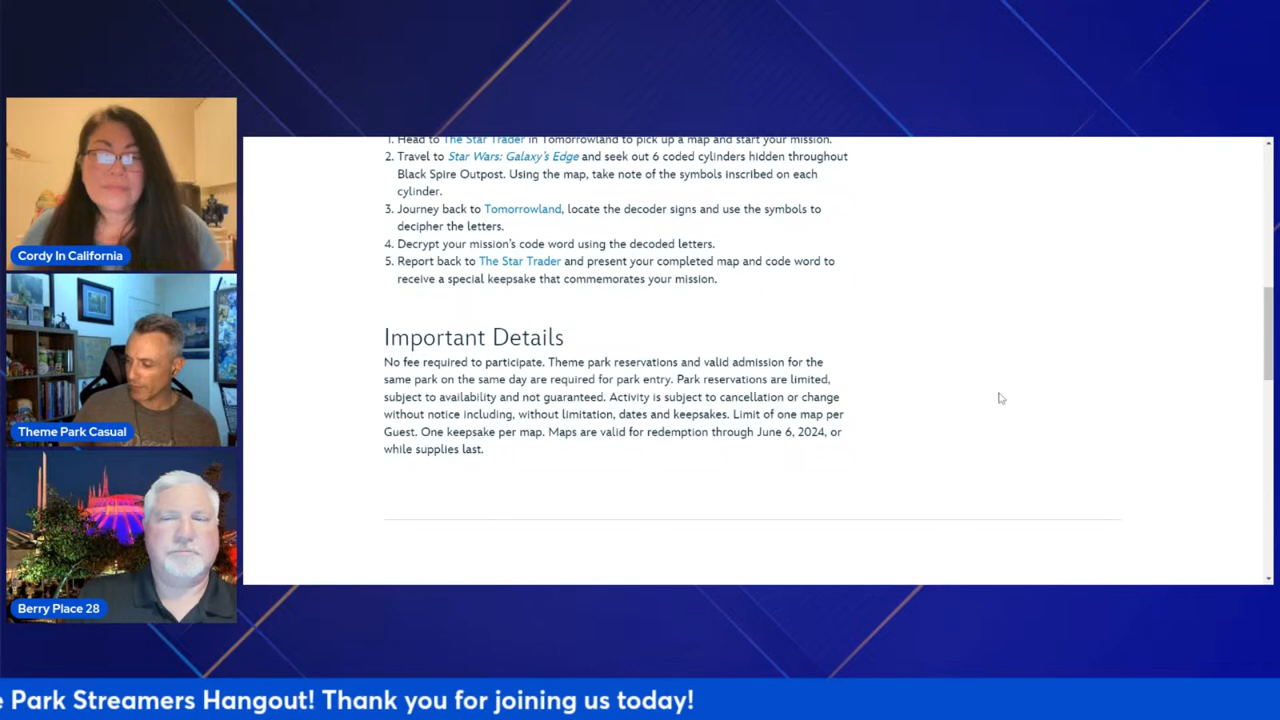 Cordy In California
Theme Park Casual
Berry Place 28
1. Head to The Star Trader in Tomorrowland to pick up a map and start your mission.
2. Travel to Star Wars: Galaxy's Edge and seek out 6 coded cylinders hidden throughout
Black Spire Outpost. Using the map, take note of the symbols inscribed on each
cylinder.
3. Journey back to Tomorrowland, locate the decoder signs and use the symbols to
decipher the letters.
4. Decrypt your mission's code word using the decoded letters.
5. Report back to The Star Trader and present your completed map and code word to
receive a special keepsake that commemorates your mission.
Important Details
No fee required to participate. Theme park reservations and valid admission for the
same park on the same day are required for park entry. Park reservations are limited,
subject to availability and not guaranteed. Activity is subject to cancellation or change
without notice including, without limitation, dates and keepsakes. Limit of one map per
Guest. One keepsake per map. Maps are valid for redemption through June 6, 2024, or
while supplies last.
e Park Streamers Hangout! Thank you for joining us today!